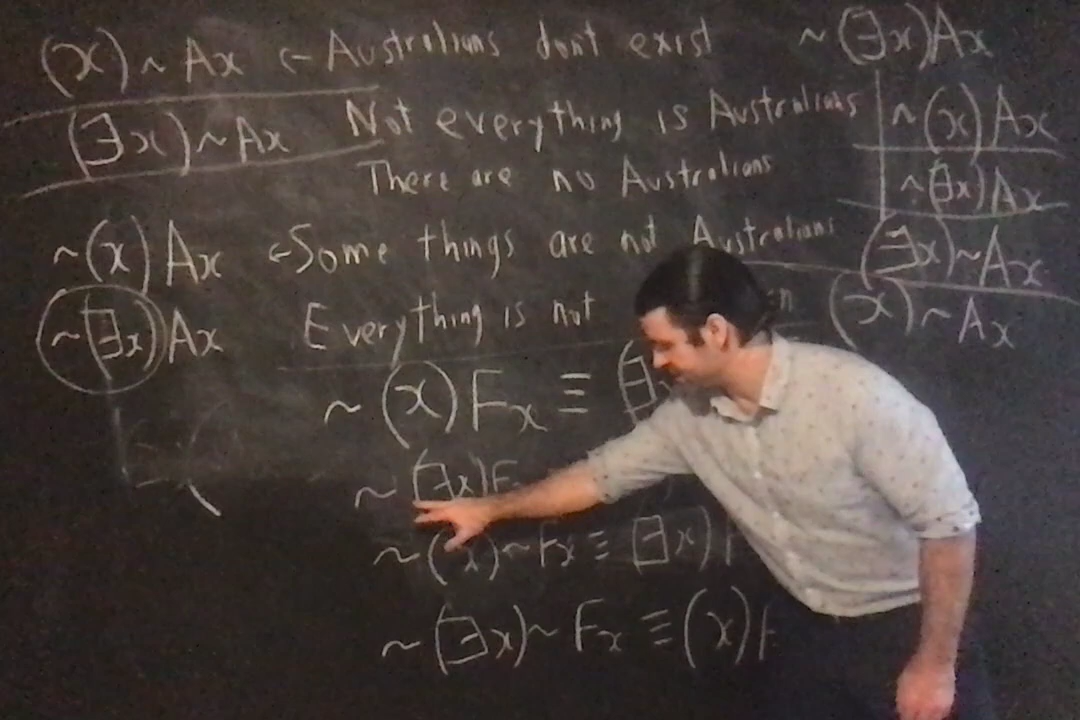 (x) ~ Ax ← Australians don't exist
~(∃x)Ax
(∃x)~Ax Not everything is Australians
~(x)Ax
There are no Australians
~(∃x)Ax
~(x)Ax ← Some things are not Australians
(∃x)~Ax
(~∃x)Ax Everything is not
(x)~Ax
~(x)Fx ≡ (∃
~(∃x)F
~(x)~Fx ≡ (∃x)
~(∃x)~Fx ≡ (x)F